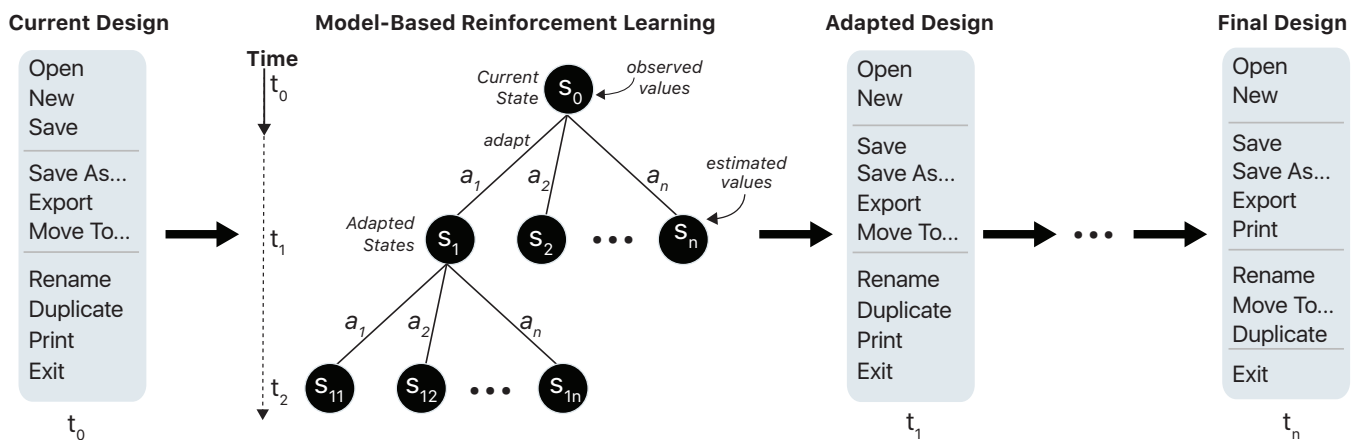 Current Design
Open
New
Save
Save As...
Export
Move To...
Rename
Duplicate
Print
Exit
t0
Model-Based Reinforcement Learning
Time
t0
t1
t2
Current
State
s0
observed
values
adapt
a1
a2
an
estimated
values
Adapted
States
s1
s2
sn
a1
a2
an
s11
s12
s1n
Adapted Design
Open
New
Save
Save As...
Export
Move To...
Rename
Duplicate
Print
Exit
t1
Final Design
Open
New
Save
Save As...
Export
Print
Rename
Move To...
Duplicate
Exit
tn